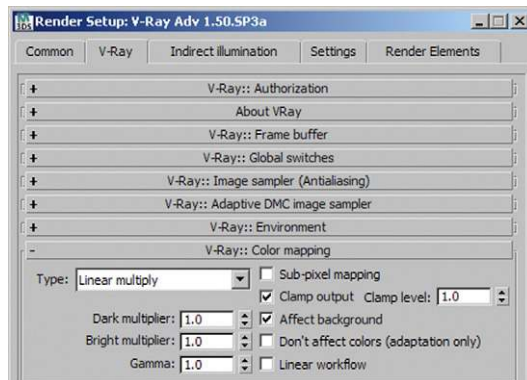 Render Setup: V-Ray Adv 1.50.SP3a
Common V-Ray Indirect illumination Settings Render Elements
+ V-Ray:: Authorization
+ About VRay
+ V-Ray:: Frame buffer
+ V-Ray:: Global switches
+ V-Ray:: Image sampler (Antialiasing)
+ V-Ray:: Adaptive DMC image sampler
+ V-Ray:: Environment
- V-Ray:: Color mapping
Type: Linear multiply Sub-pixel mapping
Clamp output Clamp level: 1.0
Dark multiplier: 1.0 Affect background
Bright multiplier: 1.0 Don't affect colors (adaptation only)
Gamma: 1.0 Linear workflow